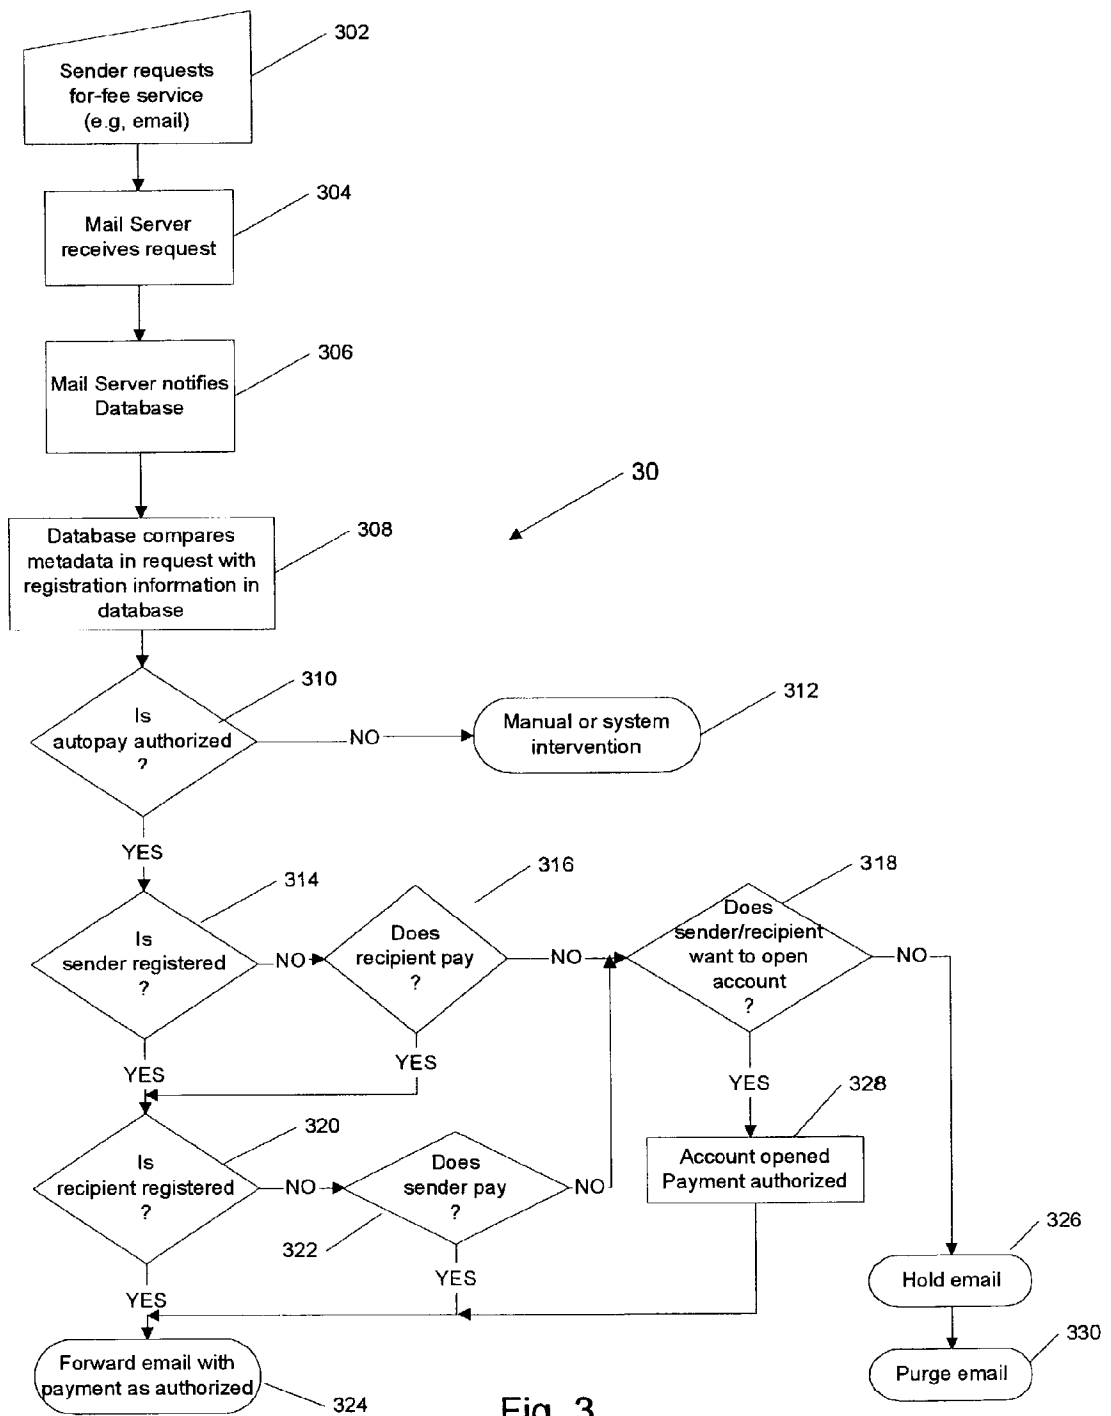 302
Sender requests
for-fee service
(e.g, email)
304
Mail Server
receives request
306
Mail Server notifies
Database
30
308
Database compares
metadata in request with
registration information in
database
310
Is
autopay authorized
?
NO
312
Manual or system
intervention
YES
314
Is
sender registered
?
NO
316
Does
recipient pay
?
NO
318
Does
sender/recipient
want to open
account
?
NO
YES
YES
YES
320
Is
recipient registered
?
NO
322
Does
sender pay
?
NO
328
Account opened
Payment authorized
326
Hold email
YES
YES
330
Purge email
Forward email with
payment as authorized
324
Fig. 3